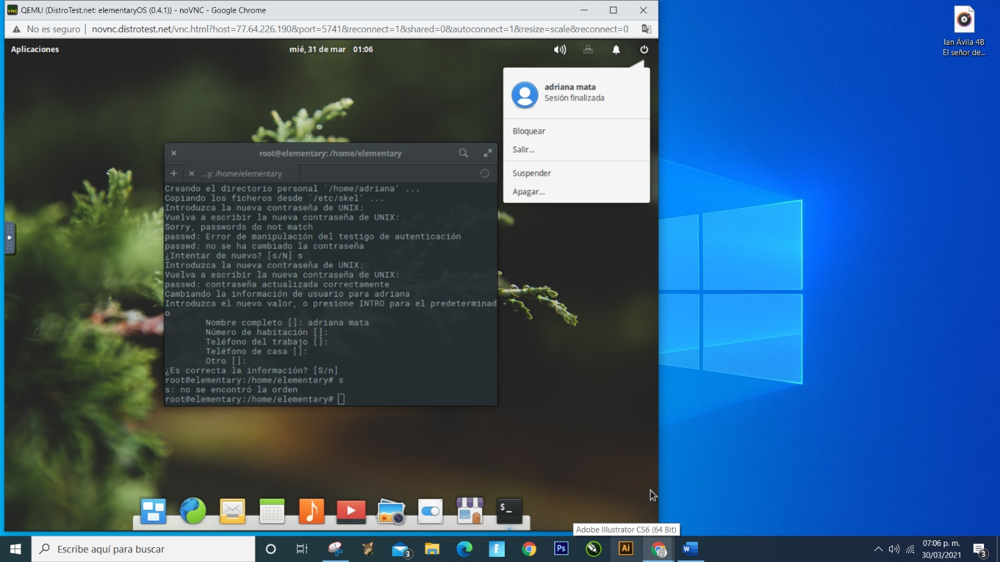 QEMU (DistroTest.net: elementaryOS (0.4.1)) - noVNC - Google Chrome
No es seguro
novnc.distrotest.net/vnc.html?host=77.64.226.190&port=5741&reconnect=1&shared=0&autoconnect=1&resize=scale&reconnect=0
Ian Ávila 4B
El señor de...
Aplicaciones
mié, 31 de mar 01:06
adriana mata
Sesión finalizada
Bloquear
Salir...
Suspender
Apagar...
root@elementary: /home/elementary
...y: /home/elementary
Creando el directorio personal `/home/adriana' ...
Copiando los ficheros desde `/etc/skel' ...
Introduzca la nueva contraseña de UNIX:
Vuelva a escribir la nueva contraseña de UNIX:
Sorry, passwords do not match
passwd: Error de manipulación del testigo de autenticación
passwd: no se ha cambiado la contraseña
¿Intentar de nuevo? [s/N] s
Introduzca la nueva contraseña de UNIX:
Vuelva a escribir la nueva contraseña de UNIX:
passwd: contraseña actualizada correctamente
Cambiando la información de usuario para adriana
Introduzca el nuevo valor, o presione INTRO para el predeterminad
o
Nombre completo []: adriana mata
Número de habitación []:
Teléfono del trabajo []:
Teléfono de casa []:
Otro []:
¿Es correcta la información? [S/n]
root@elementary:/home/elementary# s
s: no se encontró la orden
root@elementary:/home/elementary#
$_
Adobe Illustrator CS6 (64 Bit)
Escribe aquí para buscar
3
Ps
Ai
W
07:06 p. m.
30/03/2021
3